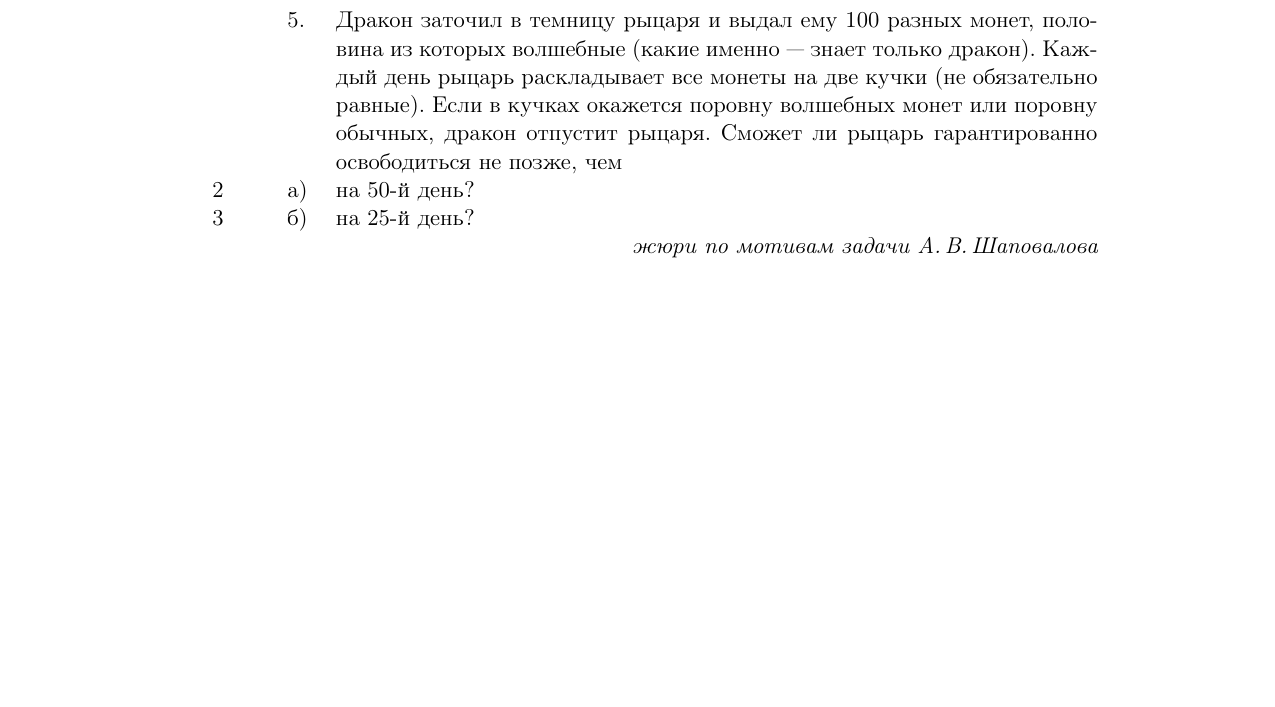 5. Дракон заточил в темницу рыцаря и выдал ему 100 разных монет, поло-
вина из которых волшебные (какие именно — знает только дракон). Каж-
дый день рыцарь раскладывает все монеты на две кучки (не обязательно
равные). Если в кучках окажется поровну волшебных монет или поровну
обычных, дракон отпустит рыцаря. Сможет ли рыцарь гарантированно
освободиться не позже, чем
2 а) на 50-й день?
3 б) на 25-й день?
жюри по мотивам задачи А. В. Шаповалова